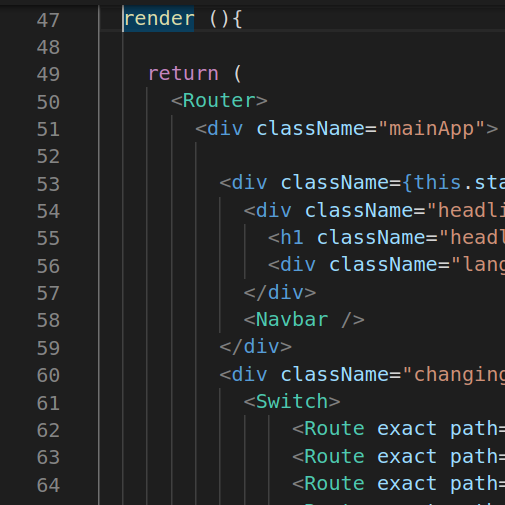 47 render (){
48
49 return (
50 <Router>
51 <div className="mainApp">
52
53 <div className={this.sta
54 <div className="headli
55 <h1 className="headl
56 <div className="lang
57 </div>
58 <Navbar />
59 </div>
60 <div className="changing
61 <Switch>
62 <Route exact path=
63 <Route exact path=
64 <Route exact path=